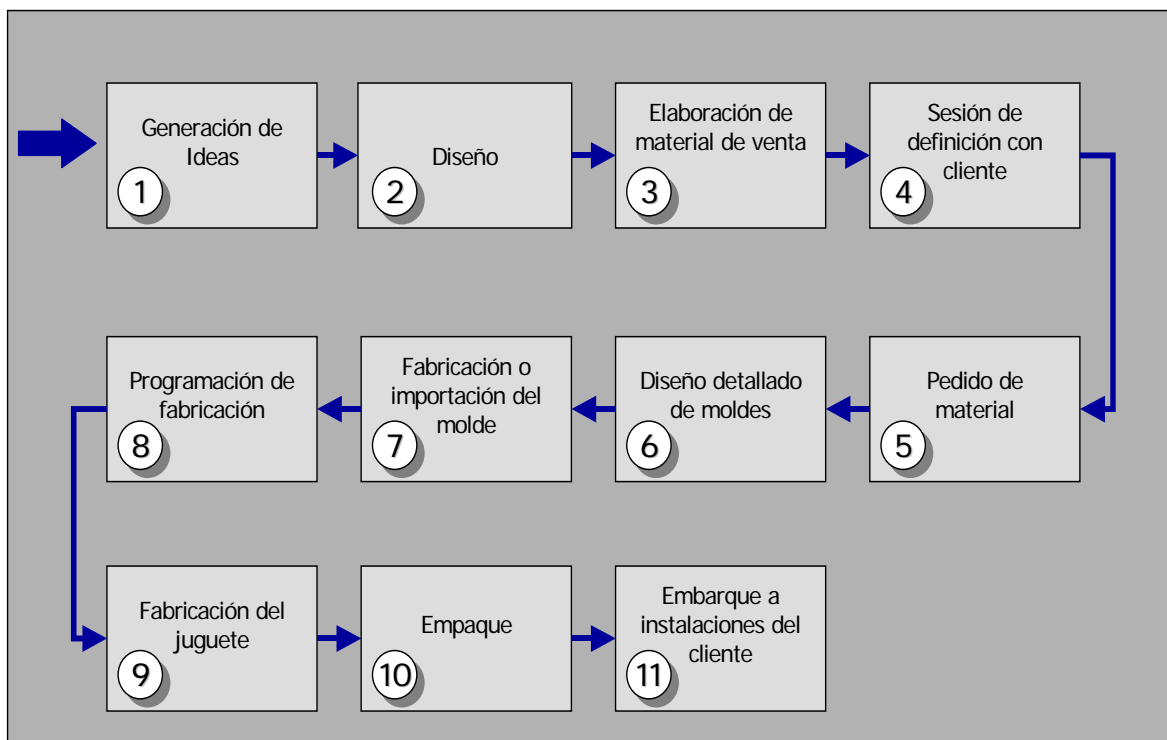 Generación de
Ideas
1
Diseño
2
Elaboración de
material de venta
3
Sesión de
definición con
cliente
4
Pedido de
material
5
Diseño detallado
de moldes
6
Fabricación o
importación del
molde
7
Programación de
fabricación
8
Fabricación del
juguete
9
Empaque
10
Embarque a
instalaciones del
cliente
11